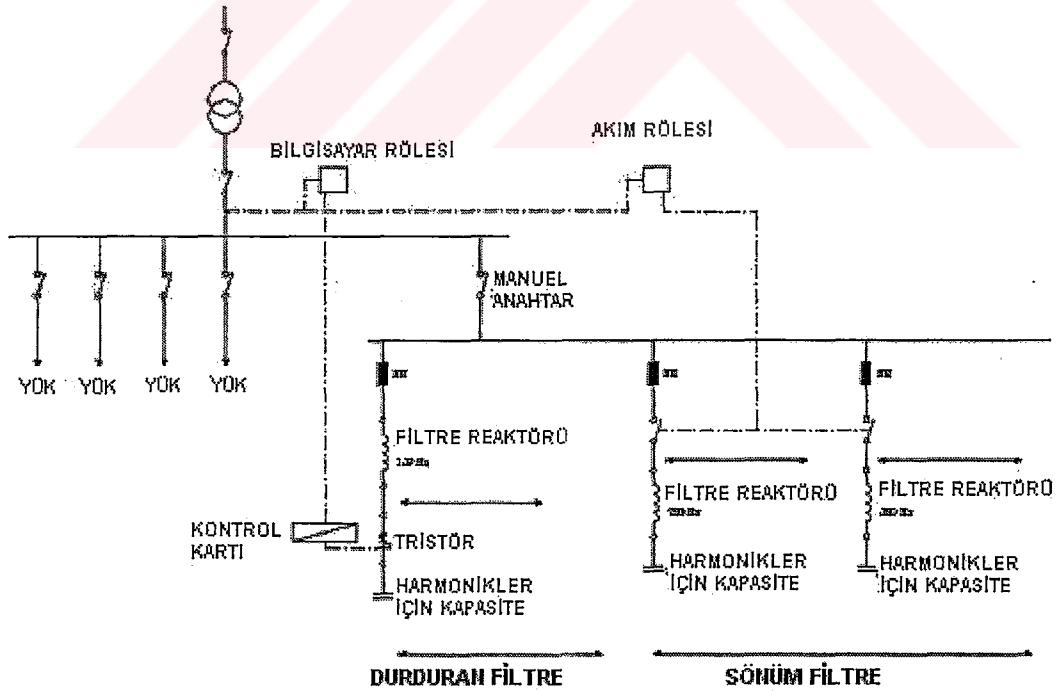 BİLGİSAYAR RÖLESİ
AKIM RÖLESİ
MANUEL
ANAHTAR
YÜK YÜK YÜK YÜK
FİLTRE REAKTÖRÜ
FİLTRE REAKTÖRÜ
FİLTRE REAKTÖRÜ
KONTROL
KARTI
TRİSTÖR
HARMONİKLER
İÇİN KAPASİTE
HARMONİKLER
İÇİN KAPASİTE
HARMONİKLER
İÇİN KAPASİTE
DURDURAN FİLTRE
SÖNÜM FİLTRE